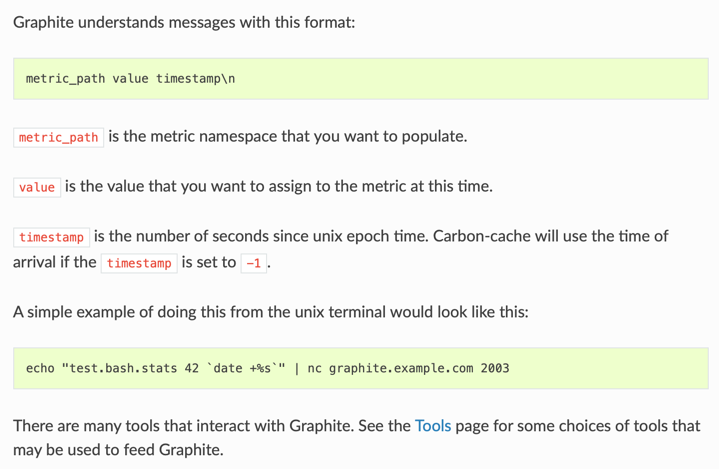 Graphite understands messages with this format:
metric_path value timestamp\n
metric_path is the metric namespace that you want to populate.
value is the value that you want to assign to the metric at this time.
timestamp is the number of seconds since unix epoch time. Carbon-cache will use the time of
arrival if the timestamp is set to -1.
A simple example of doing this from the unix terminal would look like this:
echo "test.bash.stats 42 `date +%s`" | nc graphite.example.com 2003
There are many tools that interact with Graphite. See the Tools page for some choices of tools that
may be used to feed Graphite.